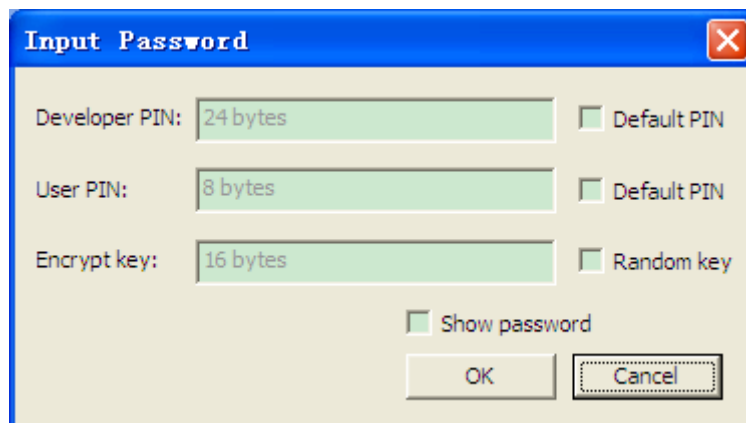 Input Password
Developer PIN: 24 bytes Default PIN
User PIN: 8 bytes Default PIN
Encrypt key: 16 bytes Random key
Show password
OK Cancel